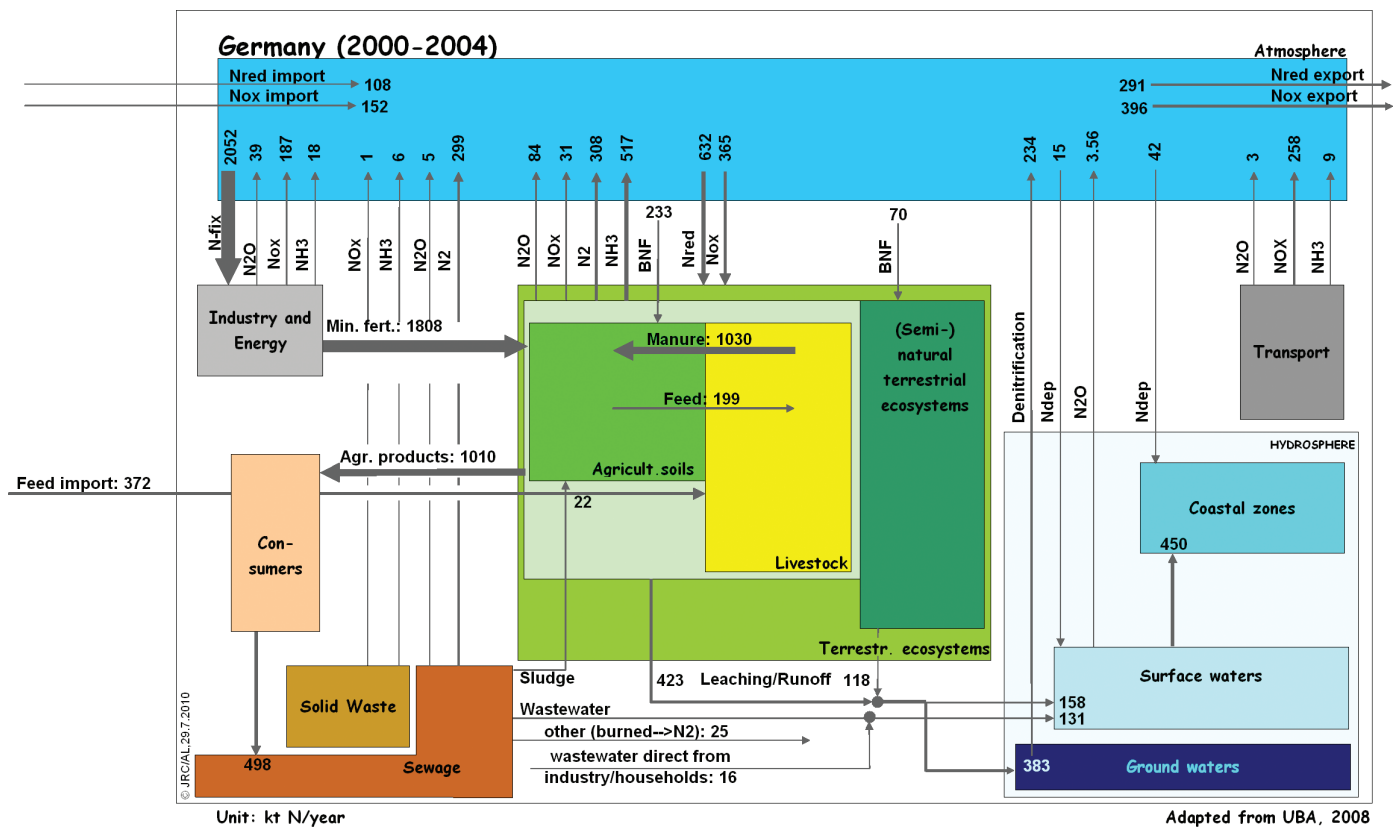 Germany (2000-2004)
Atmosphere
Nred import
108
291
Nred export
Nox import
152
396
Nox export
2052
39
187
18
1
6
5
299
84
31
308
517
632
365
234
15
3.56
42
3
258
9
233
70
N-fix
N2O
Nox
NH3
NOx
NH3
N2O
N2
N2O
NOx
N2
NH3
BNF
Nred
Nox
BNF
N2O
NOX
NH3
Industry and
Energy
Min. fert.: 1808
Manure: 1030
Feed: 199
(Semi-)
natural
terrestrial
ecosystems
Denitrification
Ndep
N2O
Ndep
Transport
HYDROSPHERE
Agr. products: 1010
Agricult.soils
Feed import: 372
22
Coastal zones
Con-
sumers
450
Livestock
Terrestr. ecosystems
Sludge
423
Leaching/Runoff
118
Surface waters
Solid Waste
158
Wastewater
131
other (burned-->N2): 25
wastewater direct from
industry/households: 16
498
Sewage
383
Ground waters
© JRC/AL.29.7.2010
Unit: kt N/year
Adapted from UBA, 2008